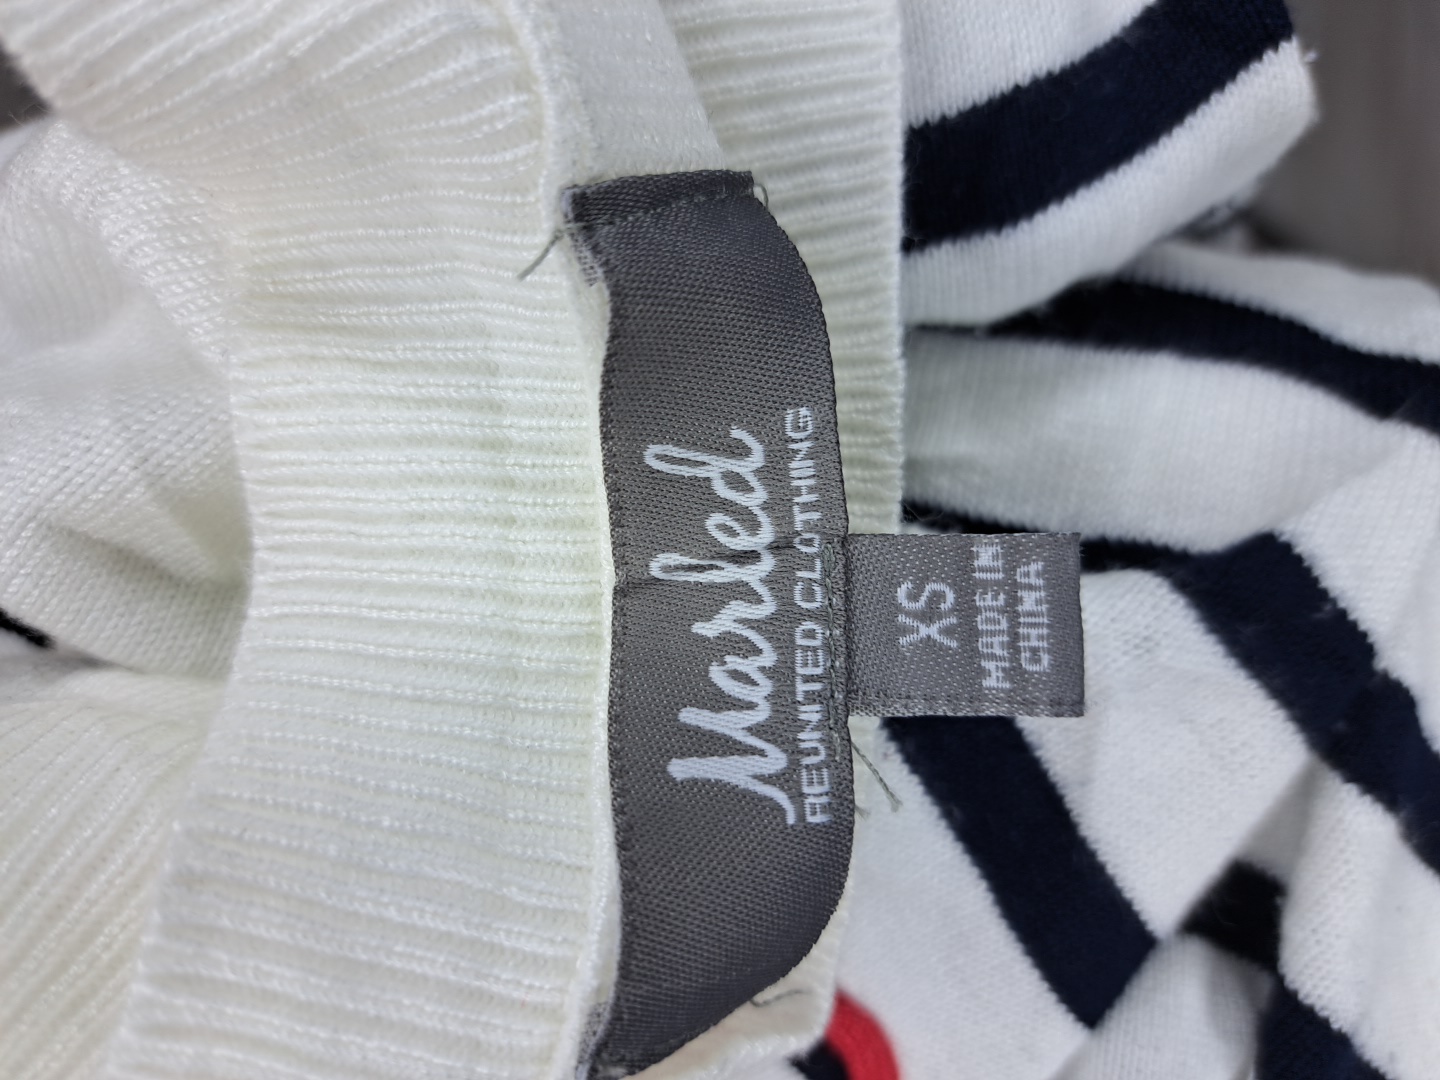 Marled
REUNITED CLOTHING
XS
MADE IN
CHINA